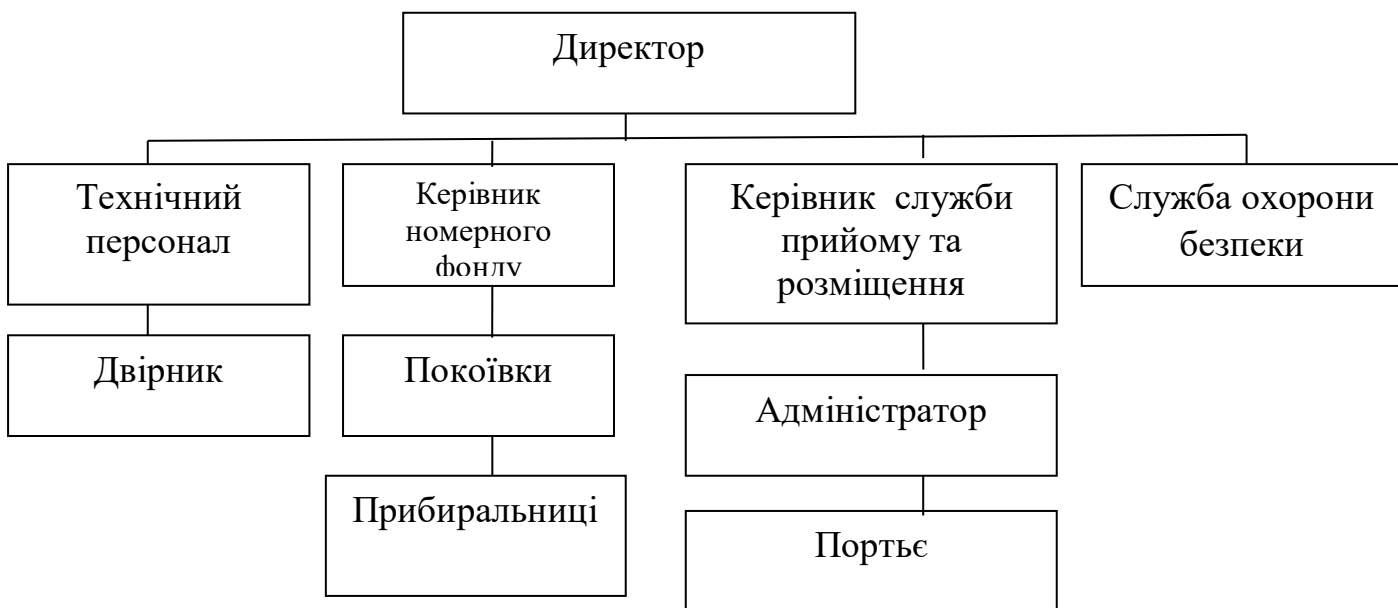 Директор
Технічний
персонал
Керівник
номерного
фонду
Керівник служби
прийому та
розміщення
Служба охорони
безпеки
Двірник
Покоївки
Адміністратор
Прибиральниці
Портьє